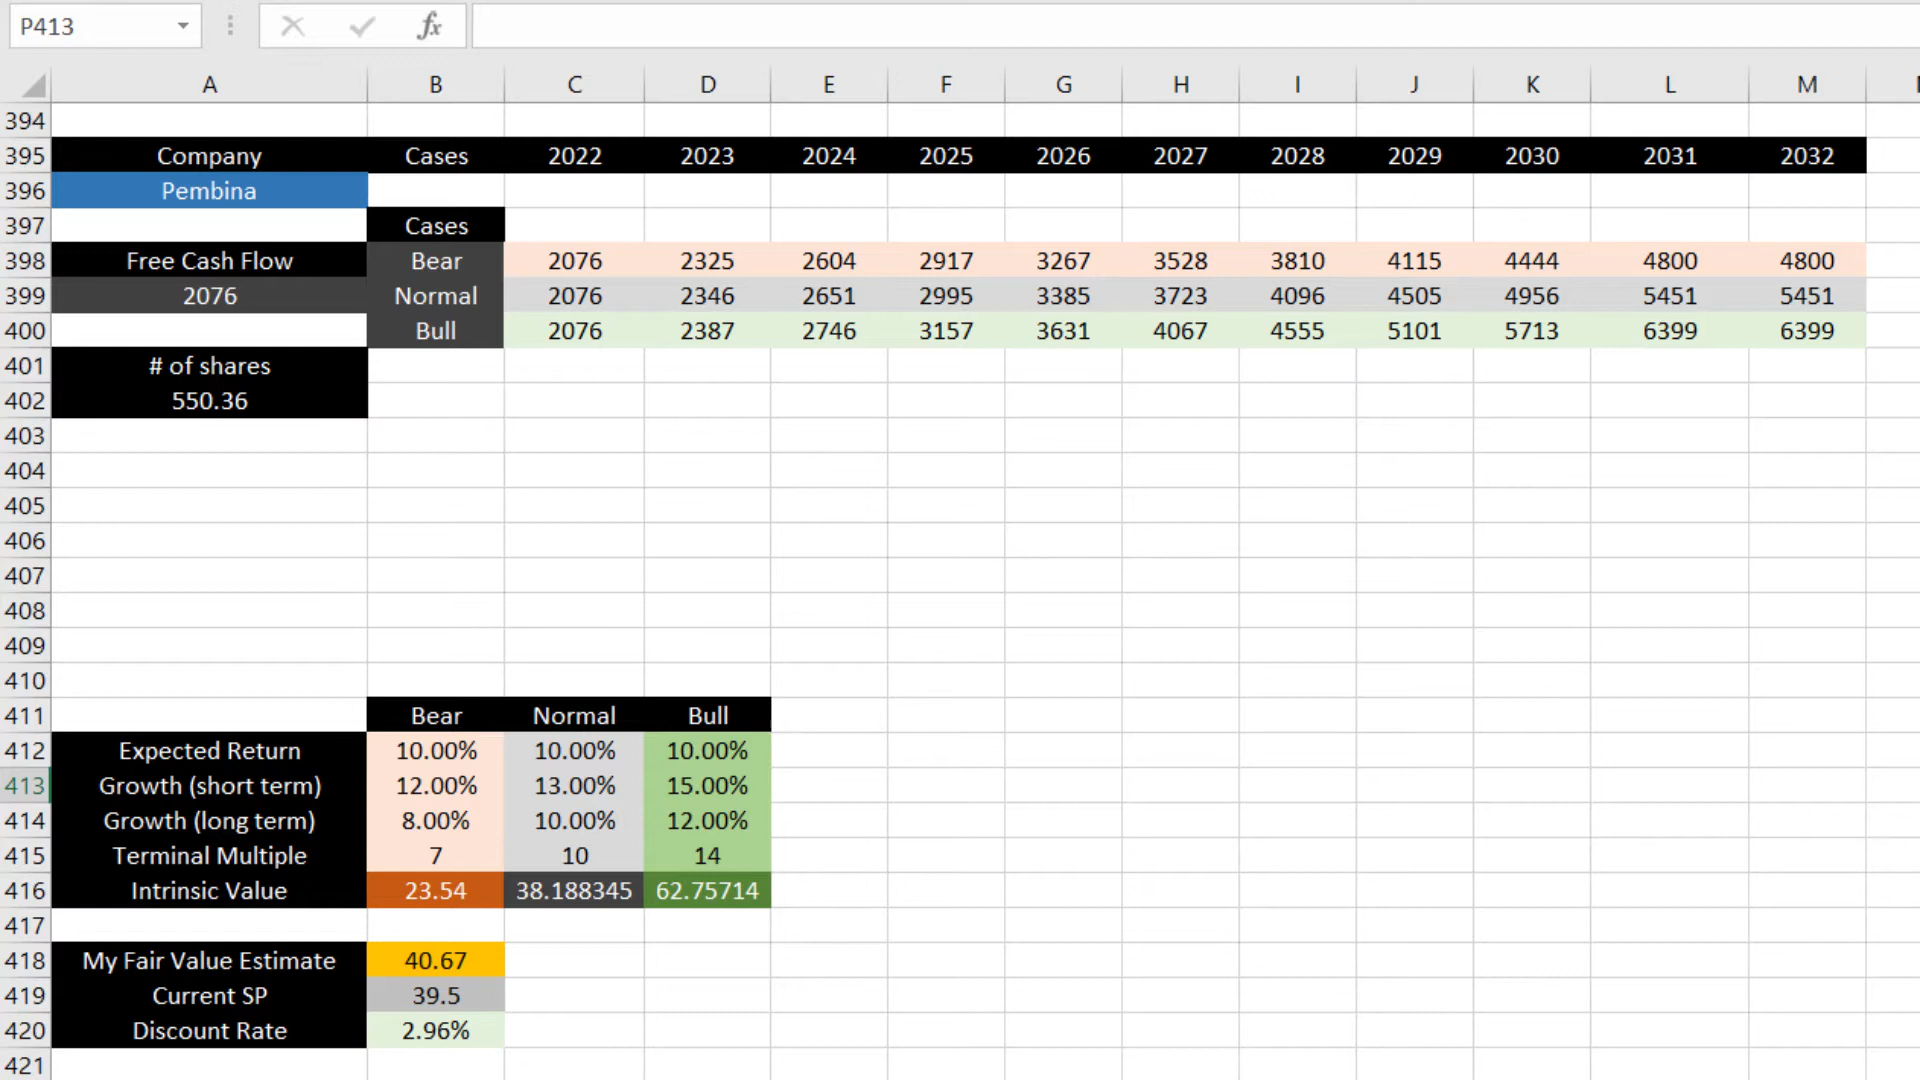 P413 fx
A B C D E F G H I J K L M
394
395 Company Cases 2022 2023 2024 2025 2026 2027 2028 2029 2030 2031 2032
396 Pembina
397 Cases
398 Free Cash Flow Bear 2076 2325 2604 2917 3267 3528 3810 4115 4444 4800 4800
399 2076 Normal 2076 2346 2651 2995 3385 3723 4096 4505 4956 5451 5451
400 Bull 2076 2387 2746 3157 3631 4067 4555 5101 5713 6399 6399
401 # of shares
402 550.36
403
404
405
406
407
408
409
410
411 Bear Normal Bull
412 Expected Return 10.00% 10.00% 10.00%
413 Growth (short term) 12.00% 13.00% 15.00%
414 Growth (long term) 8.00% 10.00% 12.00%
415 Terminal Multiple 7 10 14
416 Intrinsic Value 23.54 38.188345 62.75714
417
418 My Fair Value Estimate 40.67
419 Current SP 39.5
420 Discount Rate 2.96%
421